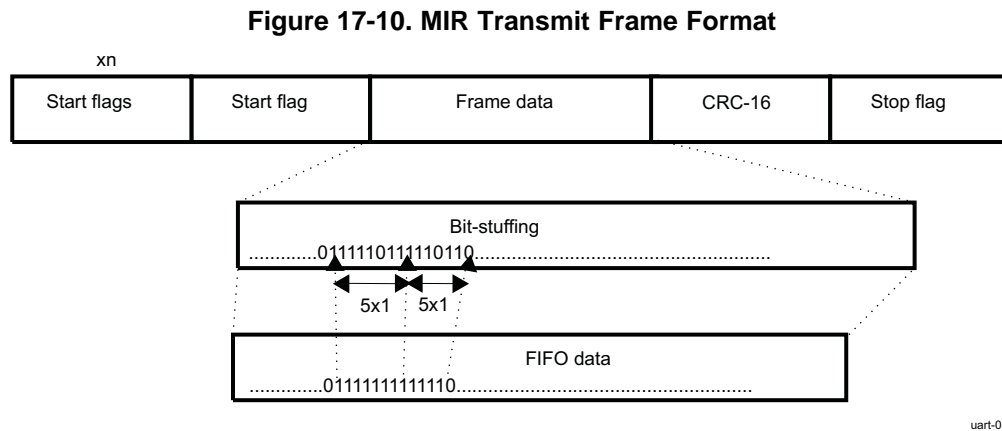 Figure 17-10. MIR Transmit Frame Format
xn
Start flags Start flag Frame data CRC-16 Stop flag
Bit-stuffing
..............0111110111110110.............................................................
5x1 5x1
FIFO data
...............01111111111110............................................................
uart-0